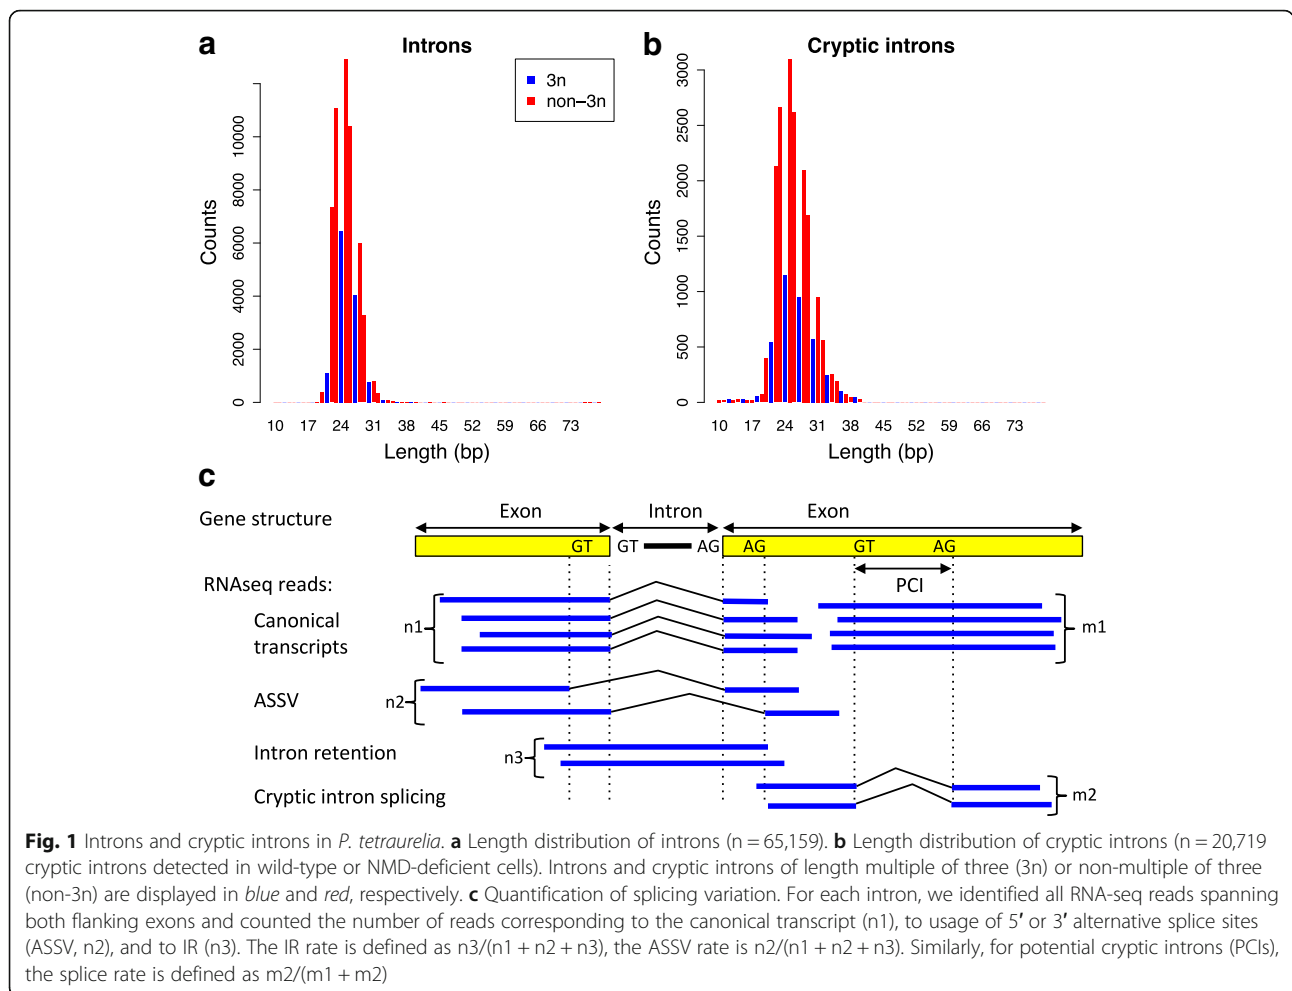 a
Introns
3n
non–3n
Counts
0
2000
4000
6000
8000
10000
10 17 24 31 38 45 52 59 66 73
Length (bp)
b
Cryptic introns
Counts
0
500
1000
1500
2000
2500
3000
10 17 24 31 38 45 52 59 66 73
Length (bp)
c
Gene structure
Exon Intron Exon
GT GT AG AG GT AG
PCI
RNAseq reads:
Canonical
transcripts
n1
m1
ASSV
n2
Intron retention
n3
Cryptic intron splicing
m2
Fig. 1 Introns and cryptic introns in P. tetraurelia. a Length distribution of introns (n = 65,159). b Length distribution of cryptic introns (n = 20,719
cryptic introns detected in wild-type or NMD-deficient cells). Introns and cryptic introns of length multiple of three (3n) or non-multiple of three
(non-3n) are displayed in blue and red, respectively. c Quantification of splicing variation. For each intron, we identified all RNA-seq reads spanning
both flanking exons and counted the number of reads corresponding to the canonical transcript (n1), to usage of 5′ or 3′ alternative splice sites
(ASSV, n2), and to IR (n3). The IR rate is defined as n3/(n1 + n2 + n3), the ASSV rate is n2/(n1 + n2 + n3). Similarly, for potential cryptic introns (PCIs),
the splice rate is defined as m2/(m1 + m2)